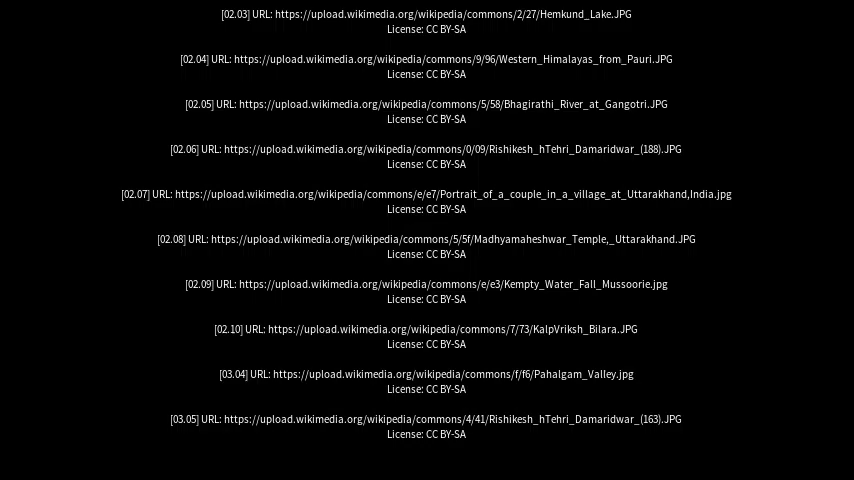 [02.03] URL: https://upload.wikimedia.org/wikipedia/commons/2/27/Hemkund_Lake.JPG
License: CC BY-SA
[02.04] URL: https://upload.wikimedia.org/wikipedia/commons/9/96/Western_Himalayas_from_Pauri.JPG
License: CC BY-SA
[02.05] URL: https://upload.wikimedia.org/wikipedia/commons/5/58/Bhagirathi_River_at_Gangotri.JPG
License: CC BY-SA
[02.06] URL: https://upload.wikimedia.org/wikipedia/commons/0/09/Rishikesh_hTehri_Damaridwar_(188).JPG
License: CC BY-SA
[02.07] URL: https://upload.wikimedia.org/wikipedia/commons/e/e7/Portrait_of_a_couple_in_a_village_at_Uttarakhand,India.jpg
License: CC BY-SA
[02.08] URL: https://upload.wikimedia.org/wikipedia/commons/5/5f/Madhyamaheshwar_Temple,_Uttarakhand.JPG
License: CC BY-SA
[02.09] URL: https://upload.wikimedia.org/wikipedia/commons/e/e3/Kempty_Water_Fall_Mussoorie.jpg
License: CC BY-SA
[02.10] URL: https://upload.wikimedia.org/wikipedia/commons/7/73/KalpVriksh_Bilara.JPG
License: CC BY-SA
[03.04] URL: https://upload.wikimedia.org/wikipedia/commons/f/f6/Pahalgam_Valley.jpg
License: CC BY-SA
[03.05] URL: https://upload.wikimedia.org/wikipedia/commons/4/41/Rishikesh_hTehri_Damaridwar_(163).JPG
License: CC BY-SA